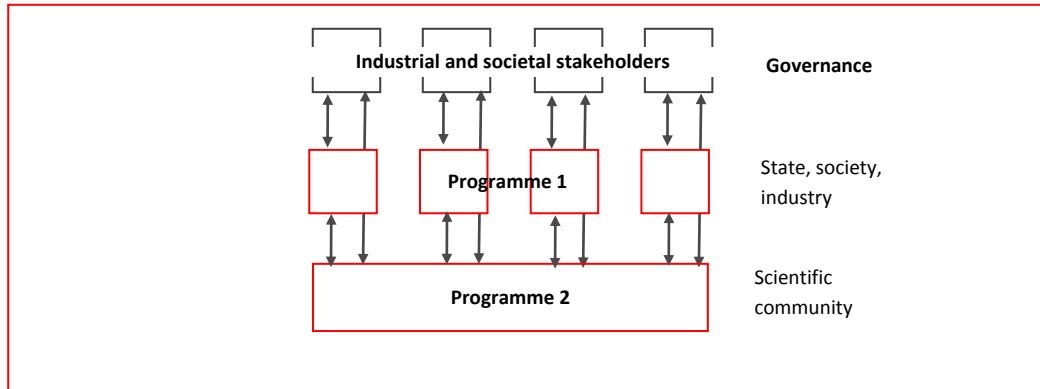 Industrial and societal stakeholders
Governance
Programme 1
State, society,
industry
Programme 2
Scientific
community